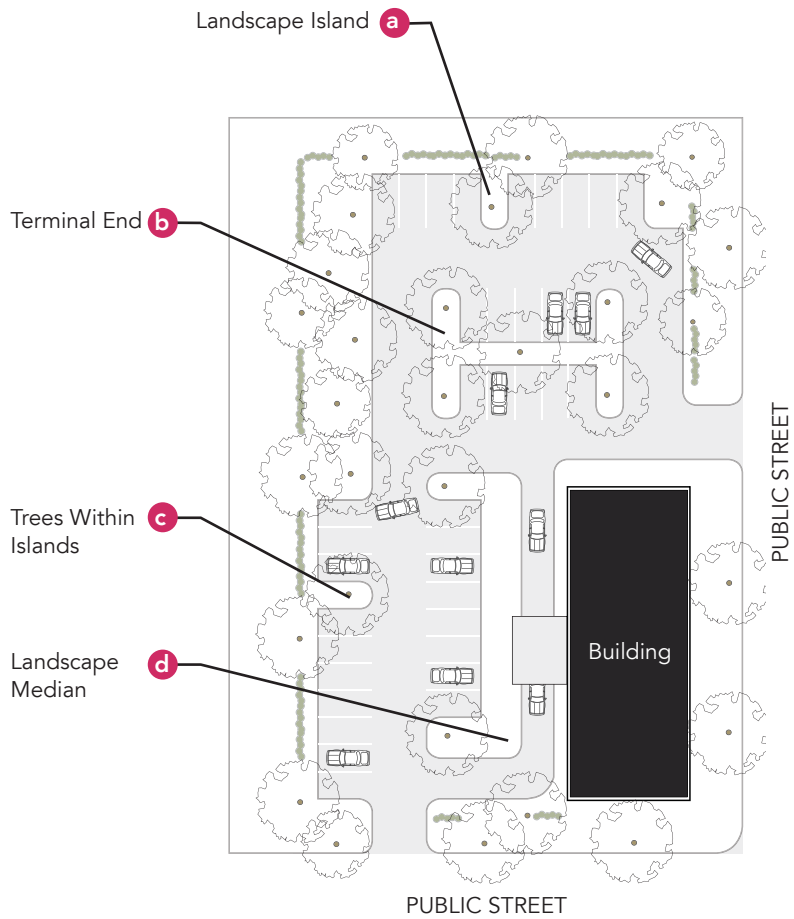 Landscape Island a
Terminal End b
PUBLIC STREET
Trees Within c
Islands
Building
Landscape d
Median
PUBLIC STREET